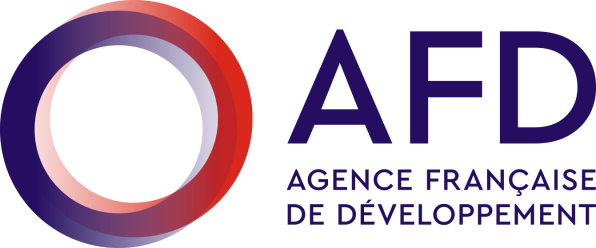 AFD
AGENCE FRANÇAISE
DE DÉVELOPPEMENT